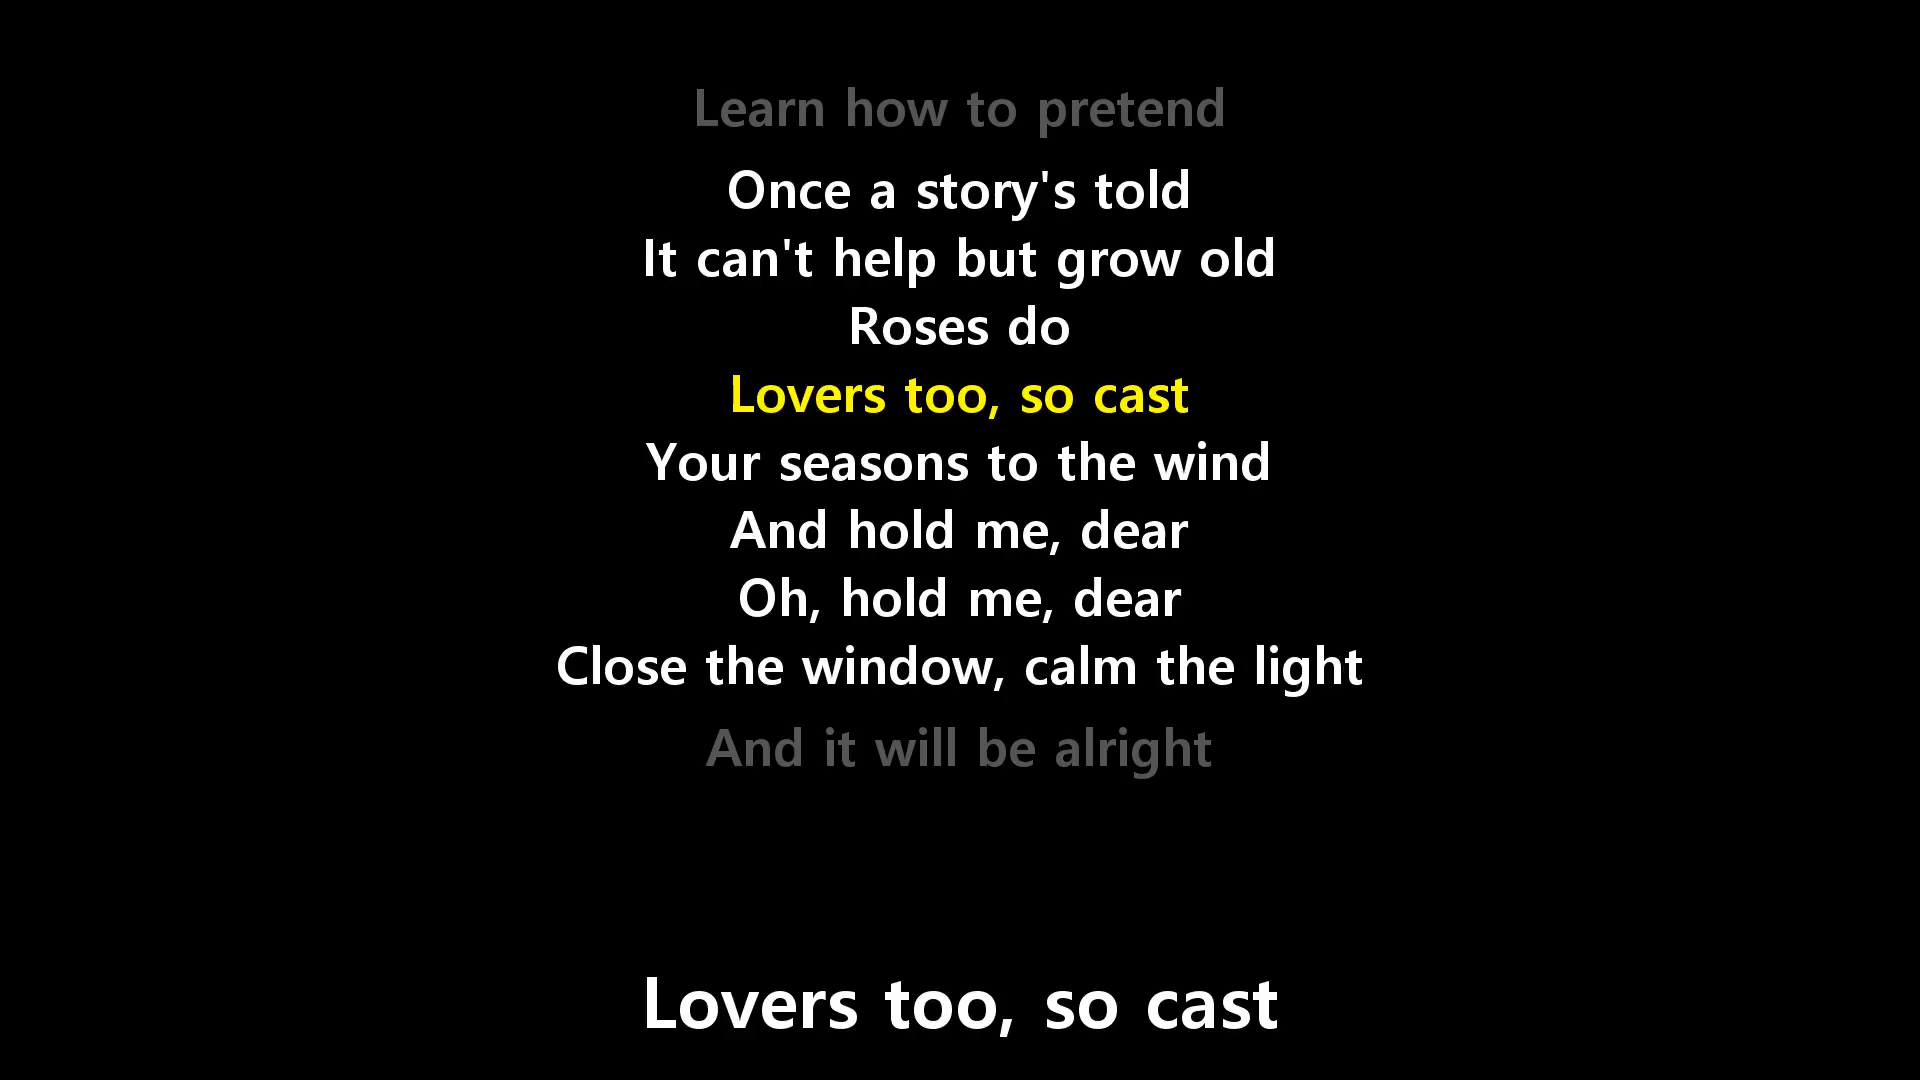 Learn how to pretend
Once a story's told
It can't help but grow old
Roses do
Lovers too, so cast
Your seasons to the wind
And hold me, dear
Oh, hold me, dear
Close the window, calm the light
And it will be alright
Lovers too, so cast